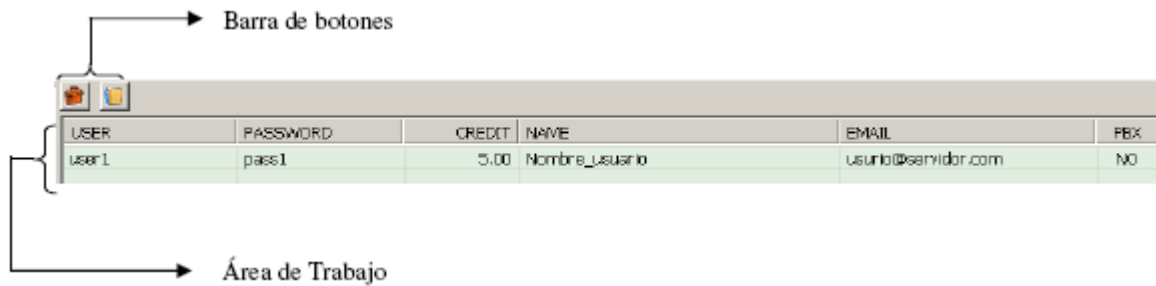 Barra de botones
USER PASSWORD CREDIT NAME EMAIL PBX
user1 pass1 5.00 Nombre_usuario usurio@servidor.com NO
Área de Trabajo